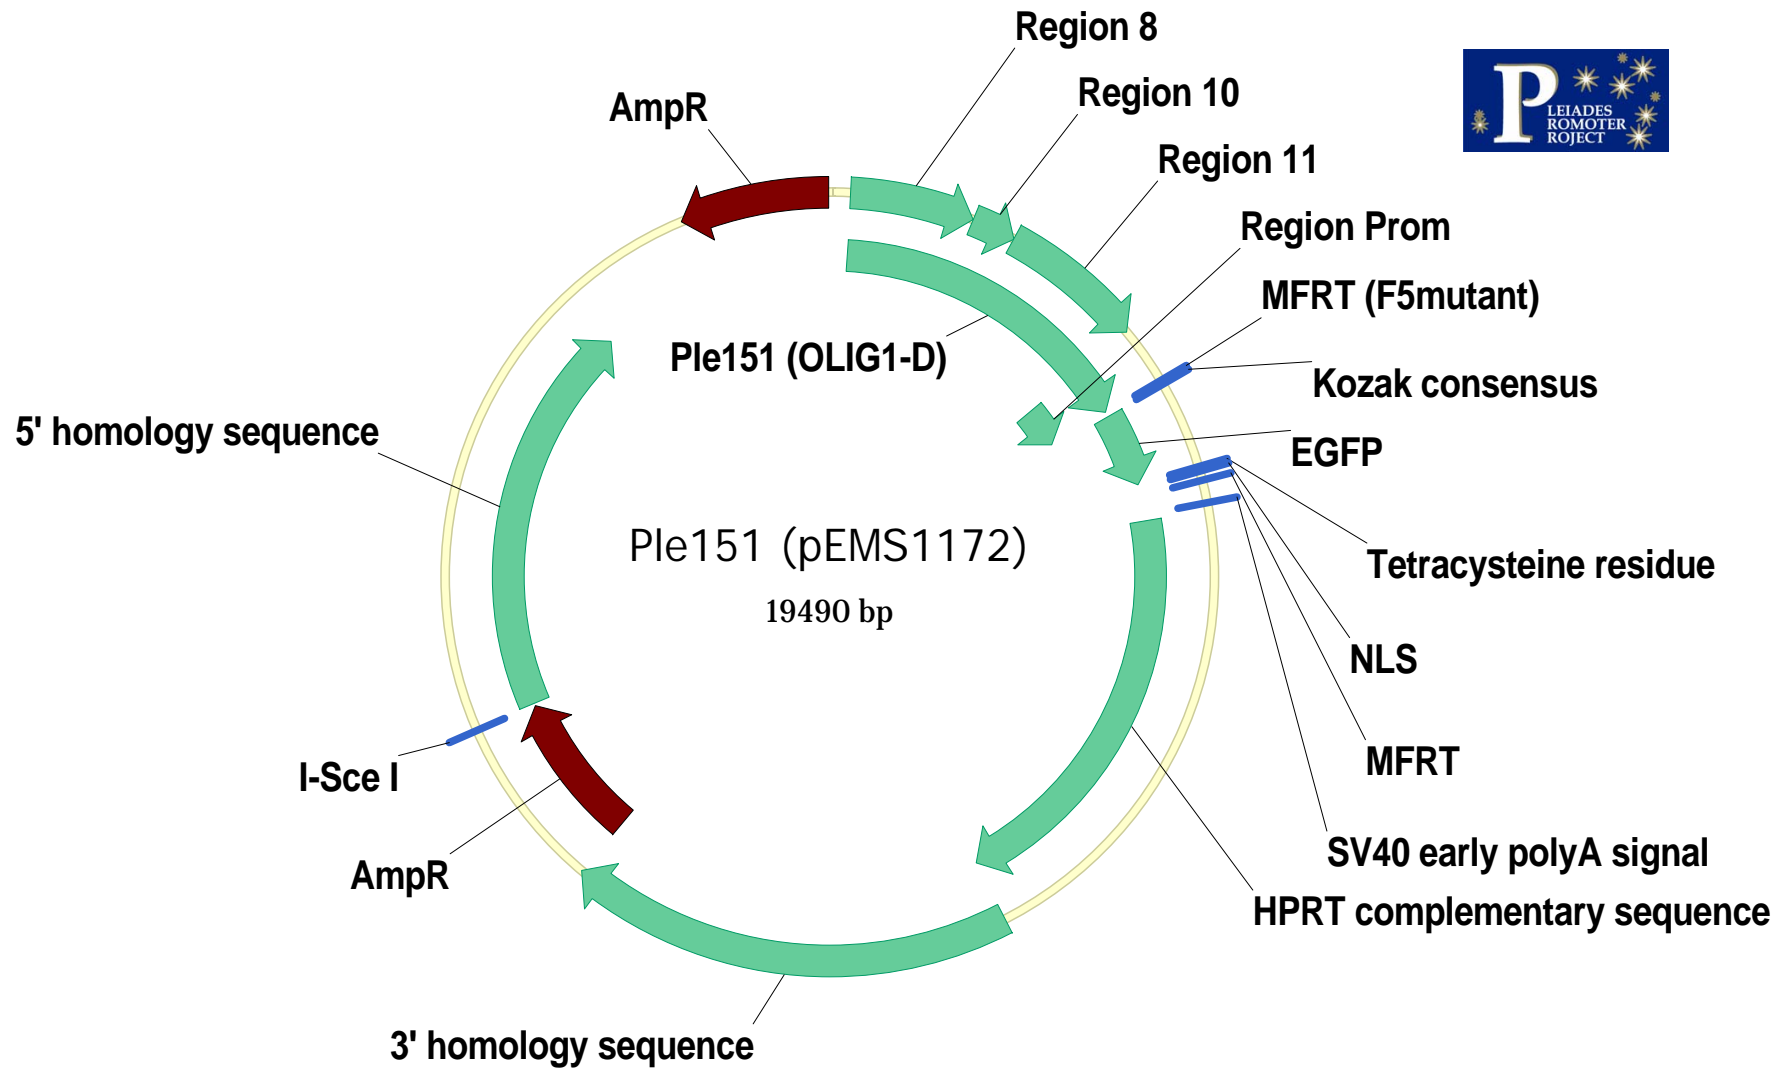 Region 8
Region 10
AmpR
Region 11
PLEIADES
PROMOTER
PROJECT
Region Prom
MFRT (F5mutant)
Ple151 (OLIG1-D)
Kozak consensus
5' homology sequence
EGFP
Ple151 (pEMS1172)
19490 bp
Tetracysteine residue
NLS
MFRT
I-Sce I
SV40 early polyA signal
AmpR
HPRT complementary sequence
3' homology sequence